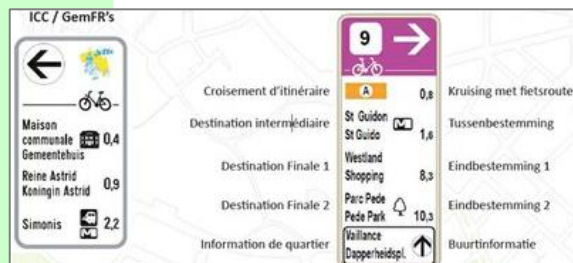 ICC / GemFR's
Jette
Maison
communale 0,4
Gemeentehuis
Reine Astrid
Koningin Astrid 0,9
Simonis M 2,2
9
Croisement d'itinéraire A 0,8 Kruising met fietsroute
Destination intermédiaire St Guidon M Tussenbestemming
St Guido 1,6
Destination Finale 1 Westland Eindbestemming 1
Shopping 8,3
Destination Finale 2 Parc Pede Eindbestemming 2
Pede Park 10,3
Information de quartier Vaillance Buurtinformatie
Dapperheidspl.